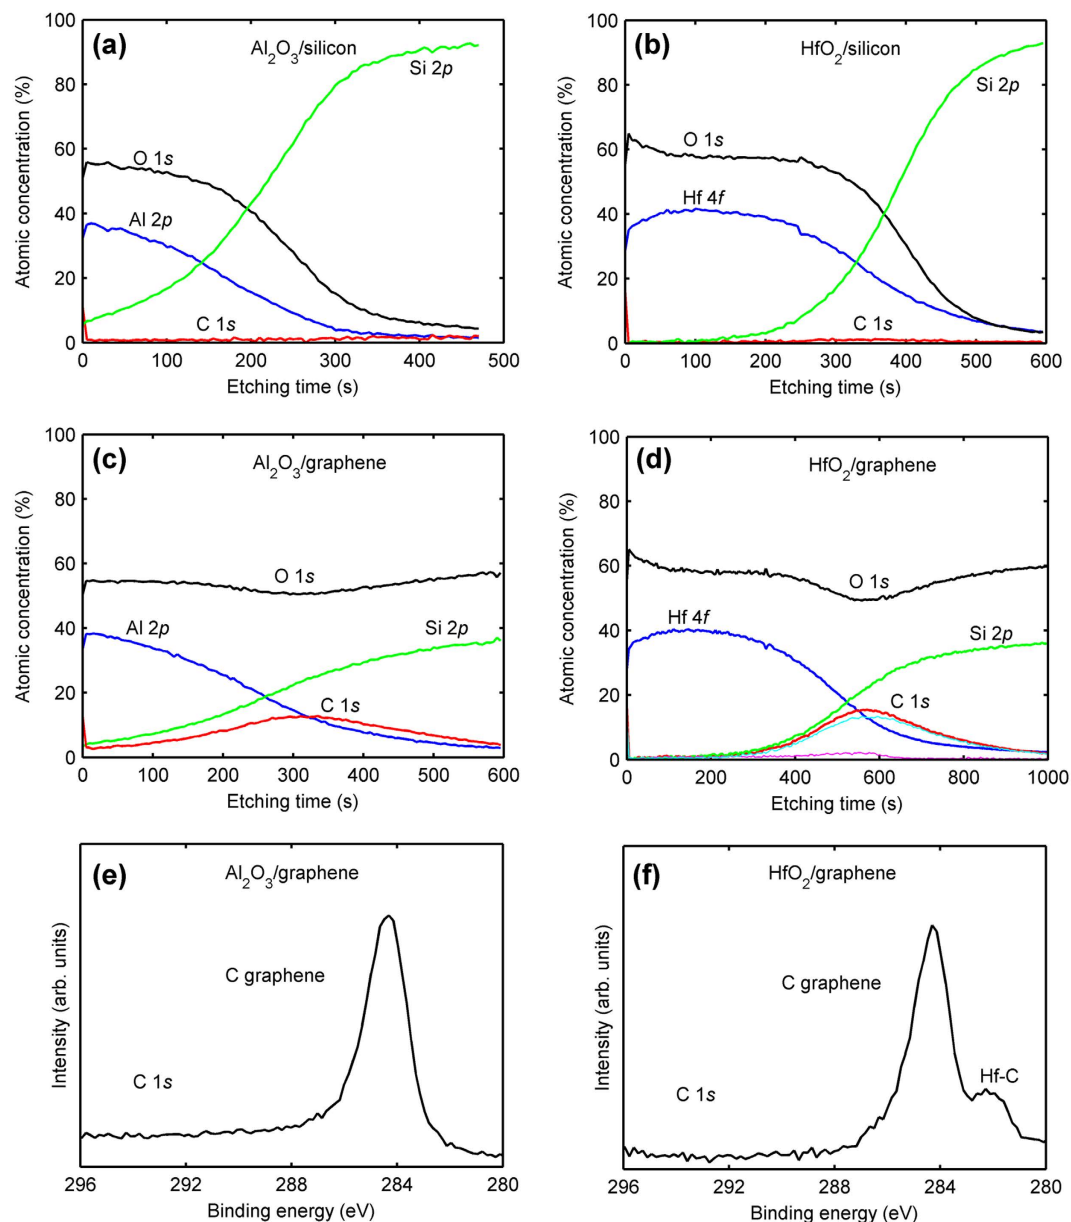 (a)
Al2O3/silicon
Si 2p
O 1s
Al 2p
C 1s
100
80
60
40
20
0
Atomic concentration (%)
0 100 200 300 400 500
Etching time (s)
(b)
HfO2/silicon
Si 2p
O 1s
Hf 4f
C 1s
100
80
60
40
20
0
Atomic concentration (%)
0 100 200 300 400 500 600
Etching time (s)
(c)
Al2O3/graphene
O 1s
Al 2p
Si 2p
C 1s
100
80
60
40
20
0
Atomic concentration (%)
0 100 200 300 400 500 600
Etching time (s)
(d)
HfO2/graphene
O 1s
Hf 4f
Si 2p
C 1s
100
80
60
40
20
0
Atomic concentration (%)
0 200 400 600 800 1000
Etching time (s)
(e)
Al2O3/graphene
C graphene
C 1s
Intensity (arb. units)
296 292 288 284 280
Binding energy (eV)
(f)
HfO2/graphene
C graphene
Hf-C
C 1s
Intensity (arb. units)
296 292 288 284 280
Binding energy (eV)